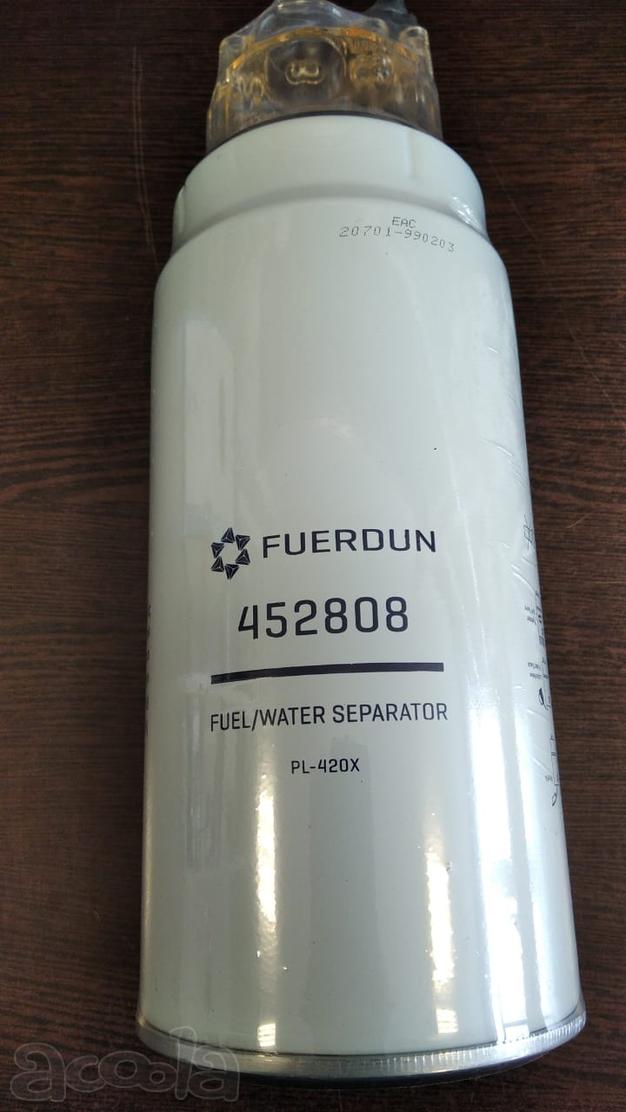 EAC
20701-990203
FUERDUN
452808
FUEL/WATER SEPARATOR
PL-420X
acoola